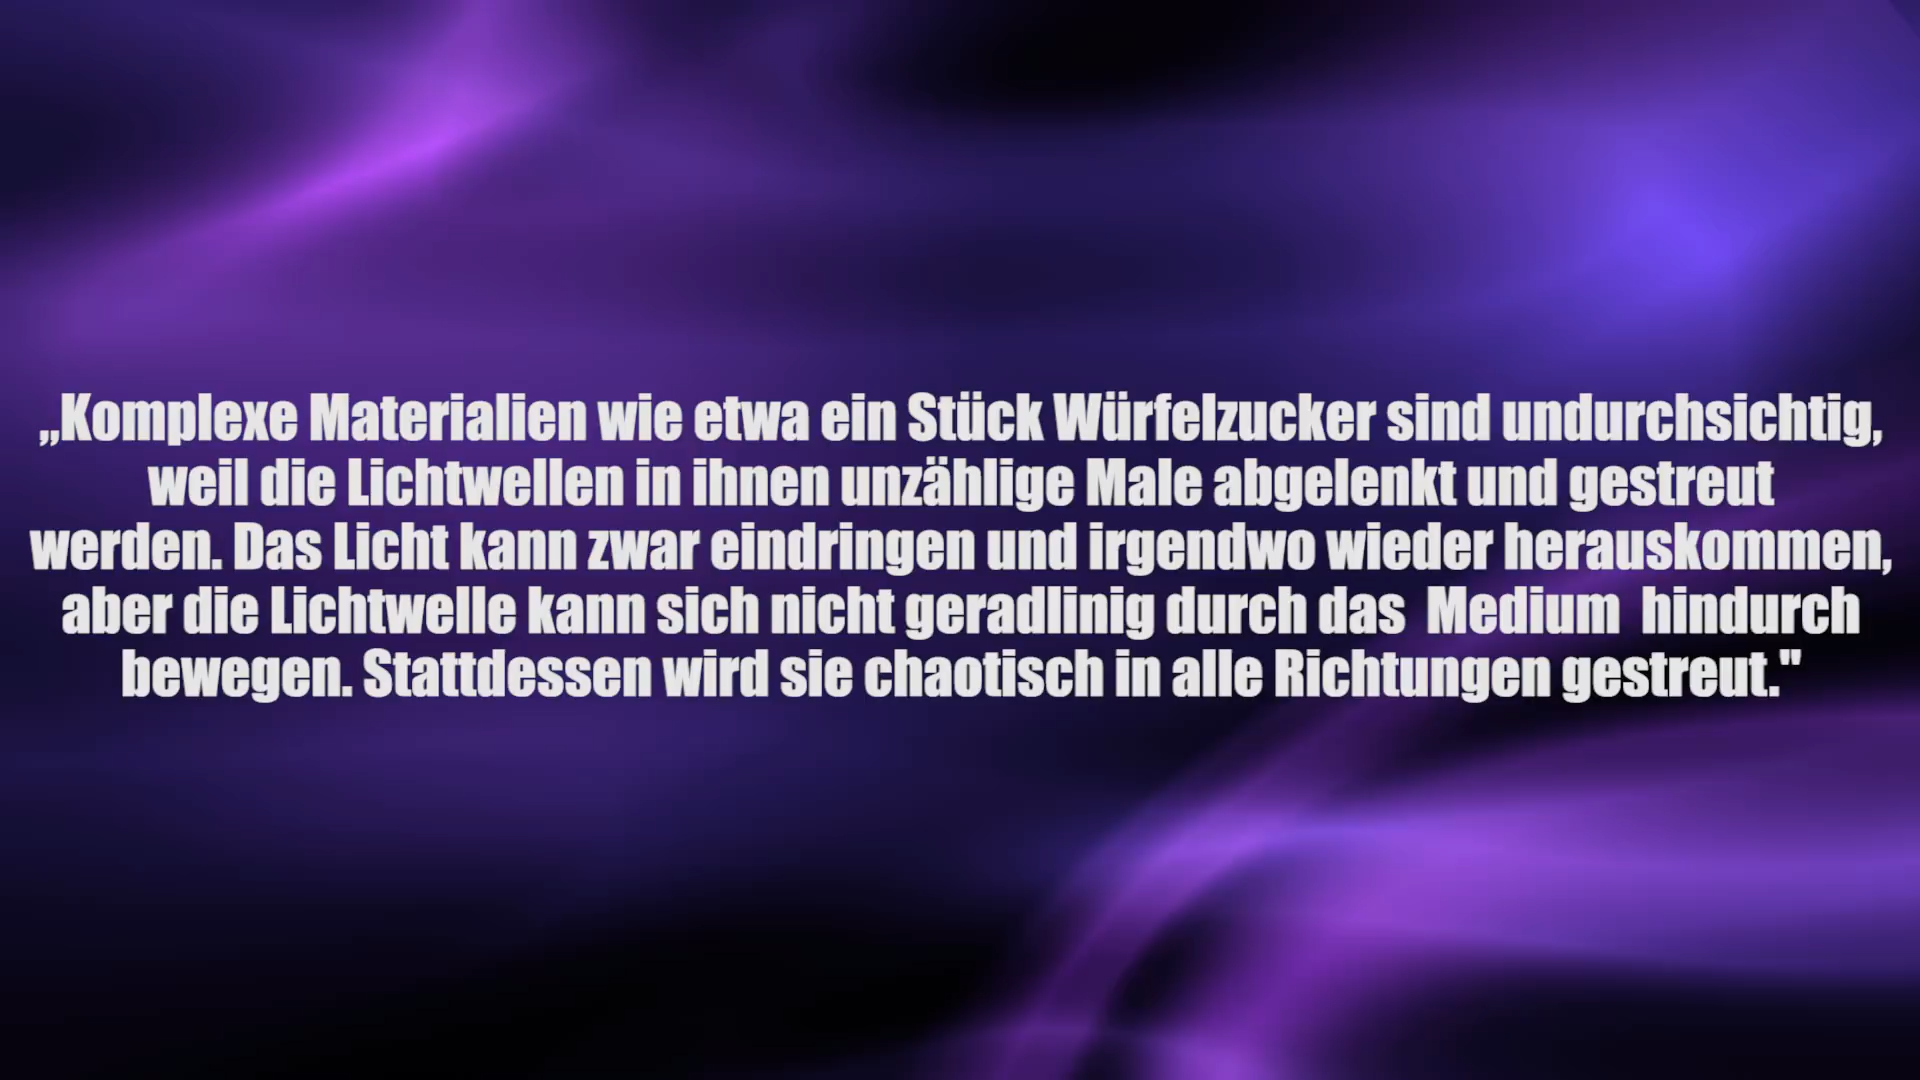 „Komplexe Materialien wie etwa ein Stück Würfelzucker sind undurchsichtig,
weil die Lichtwellen in ihnen unzählige Male abgelenkt und gestreut
werden. Das Licht kann zwar eindringen und irgendwo wieder herauskommen,
aber die Lichtwelle kann sich nicht geradlinig durch das  Medium  hindurch
bewegen. Stattdessen wird sie chaotisch in alle Richtungen gestreut."